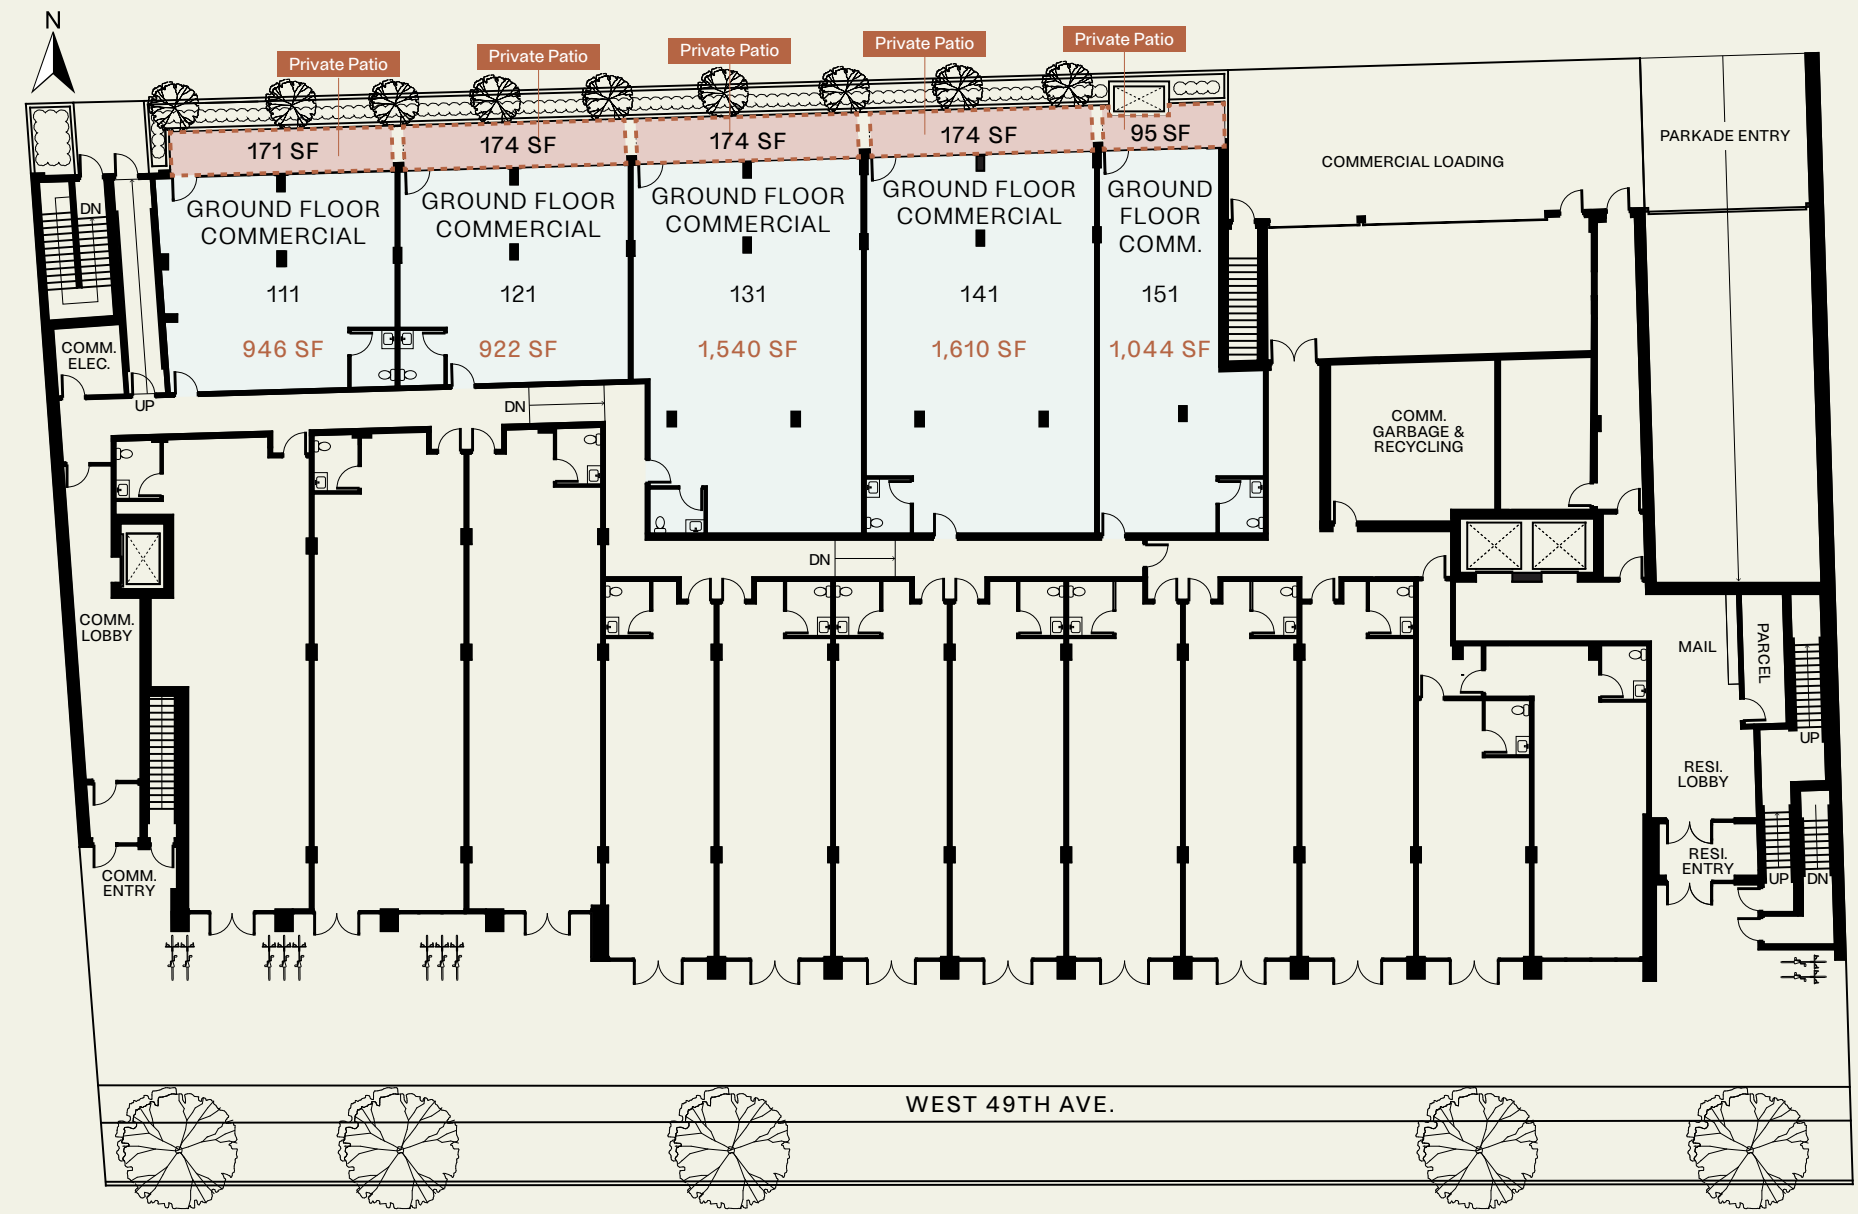 N
Private Patio
Private Patio
Private Patio
Private Patio
Private Patio
171 SF
174 SF
174 SF
174 SF
95 SF
COMMERCIAL LOADING
PARKADE ENTRY
DN
GROUND FLOOR
COMMERCIAL
111
946 SF
GROUND FLOOR
COMMERCIAL
121
922 SF
GROUND FLOOR
COMMERCIAL
131
1,540 SF
GROUND FLOOR
COMMERCIAL
141
1,610 SF
GROUND
FLOOR
COMM.
151
1,044 SF
COMM.
ELEC.
UP
DN
COMM.
GARBAGE &
RECYCLING
DN
COMM.
LOBBY
MAIL
PARCEL
UP
RESI.
LOBBY
RESI.
ENTRY
UP
DN
COMM.
ENTRY
WEST 49TH AVE.